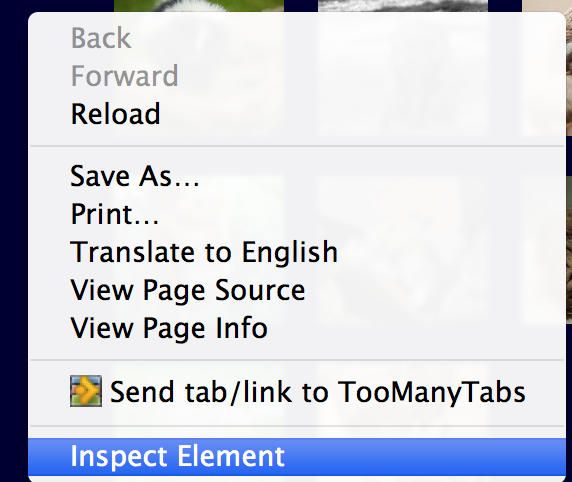 Back
Forward
Reload
Save As...
Print...
Translate to English
View Page Source
View Page Info
Send tab/link to TooManyTabs
Inspect Element